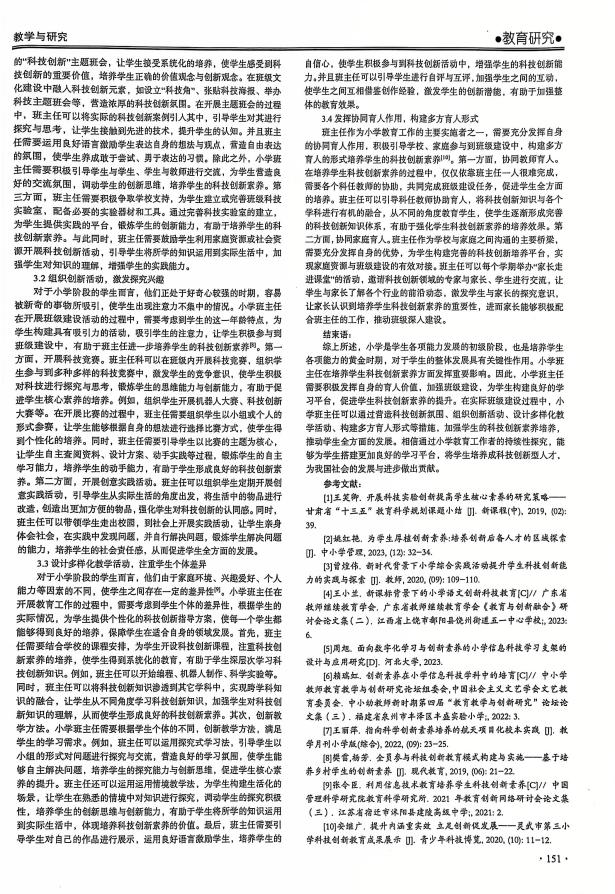 教学与研究
●教育研究●
的“科技创新”主题班会，让学生接受系统化的培养，使学生感受到科
技创新的重要价值，培养学生正确的价值观念与创新观念。在班级文
化建设中融入科技创新元素，如设立“科技角”、张贴科技海报、举办
科技主题班会等，营造浓厚的科技创新氛围。在开展主题班会的过程
中，班主任可以将实际的科技创新案例引入其中，引导学生对其进行
探究与思考，让学生接触到先进的技术，提升学生的认知。并且班主
任需要运用良好语言激励学生表达自身的想法与观点，营造自由表达
的氛围，使学生养成敢于尝试、勇于表达的习惯。除此之外，小学班
主任需要积极引导学生与学生、学生与教师进行交流，为学生营造良
好的交流氛围，调动学生的创新思维，培养学生的科技创新素养。第
三方面，班主任需要积极争取学校支持，为学生建立或完善班级科技
实验室，配备必要的实验器材和工具。通过完善科技实验室的建立，
为学生提供实践的平台，锻炼学生的创新能力，有助于培养学生的科
技创新素养。与此同时，班主任需要鼓励学生利用家庭资源或社会资
源开展科技创新活动，引导学生将所学的知识运用到实际生活中，加
强学生对知识的理解，增强学生的实践能力。
3.2 组织创新活动，激发探究兴趣
对于小学阶段的学生而言，他们正处于好奇心较强的时期，容易
被新奇的事物所吸引，使学生出现注意力不集中的情况。小学班主任
在开展班级建设活动的过程中，需要考虑到学生的这一年龄特点，为
学生构建具有吸引力的活动，吸引学生的注意力，让学生积极参与到
班级建设中，有助于班主任进一步培养学生的科技创新素养[8]。第一
方面，开展科技竞赛。班主任科可以在班级内开展科技竞赛，组织学
生参与到多种多样的科技竞赛中，激发学生的竞争意识，使学生积极
对科技进行探究与思考，锻炼学生的思维能力与创新能力，有助于促
进学生核心素养的培养。例如，组织学生开展机器人大赛、科技创新
大赛等。在开展比赛的过程中，班主任需要组织学生以小组或个人的
形式参赛，让学生能够根据自身的想法进行选择比赛方式，使学生得
到个性化的培养。同时，班主任需要引导学生以比赛的主题为核心，
让学生自主查阅资料、设计方案、动手实践等过程，锻炼学生的自主
学习能力，培养学生的动手能力，有助于学生形成良好的科技创新素
养。第二方面，开展创意实践活动。班主任可以组织学生定期开展创
意实践活动，引导学生从实际生活的角度出发，将生活中的物品进行
改造，创造出更加方便的物品，强化学生对科技创新的认同感。同时，
班主任可以带领学生走出校园，到社会上开展实践活动，让学生亲身
体会社会，在实践中发现问题，并自行解决问题，锻炼学生解决问题
的能力，培养学生的社会责任感，从而促进学生全方面的发展。
3.3 设计多样化教学活动，注重学生个体差异
对于小学阶段的学生而言，他们由于家庭环境、兴趣爱好、个人
能力等因素的不同，使学生之间存在一定的差异性[9]。小学班主任在
开展教育工作的过程中，需要考虑到学生个体的差异性，根据学生的
实际情况，为学生提供个性化的科技创新指导方案，使每一个学生都
能够得到良好的培养，保障学生在适合自身的领域发展。首先，班主
任需要结合学校的课程安排，为学生开设科技创新课程，注重科技创
新素养的培养，使学生得到系统化的教育，有助于学生深层次学习科
技创新知识。例如，班主任可以开始编程、机器人制作、科学实验等。
同时，班主任可以将科技创新知识渗透到其它学科中，实现跨学科知
识的融合，让学生从不同角度学习科技创新知识，加强学生对科技创
新知识的理解，从而使学生形成良好的科技创新素养。其次，创新教
学方法。小学班主任需要根据学生个体的不同，创新教学方法，满足
学生的学习需求。例如，班主任可以运用探究式学习法，引导学生以
小组的形式对问题进行探究与交流，营造良好的学习氛围，使学生能
够自主解决问题，培养学生的探究能力与创新思维，促进学生核心素
养的提升。班主任还可以运用运用情境教学法，为学生构建生活化的
场景，让学生在熟悉的情境中对知识进行探究，调动学生的探究积极
性，培养学生的创新思维与创新能力，有助于学生将所学的知识运用
到实际生活中，体现培养科技创新素养的价值。最后，班主任需要引
导学生对自己的作品进行展示，运用良好语言激励学生，培养学生的
自信心，使学生积极参与到科技创新活动中，增强学生的科技创新能
力。并且班主任可以引导学生进行自评与互评，加强学生之间的互动，
使学生之间互相借鉴创作经验，激发学生的创新潜能，有助于加强整
体的教育效果。
3.4 发挥协同育人作用，构建多方育人形式
班主任作为小学教育工作的主要实施者之一，需要充分发挥自身
的协同育人作用，积极引导学校、家庭参与到班级建设中，构建多方
育人的形式培养学生的科技创新素养[10]。第一方面，协同教师育人。
在培养学生科技创新素养的过程中，仅仅依靠班主任一人很难完成，
需要各个科任教师的协助，共同完成班级建设任务，促进学生全方面
的培养。班主任可以引导科任教师协助育人，将科技创新知识与各个
学科进行有机的融合，从不同的角度教育学生，使学生逐渐形成完善
的科技创新知识体系，有助于强化学生科技创新素养的培养效果。第
二方面，协同家庭育人。班主任作为学校与家庭之间沟通的主要桥梁，
需要充分发挥自身的优势，为学生构建完善的科技创新培养平台，实
现家庭资源与班级建设的有效对接。班主任可以每个学期举办“家长走
进课堂”的活动，邀请科技创新领域的专家与家长、学生进行交流，让
学生与家长了解各个行业的前沿动态，激发学生与家长的探究意识，
让家长认识到培养学生科技创新素养的重要性，进而家长能够积极配
合班主任的工作，推动班级深入建设。
结束语：
综上所述，小学是学生各项能力发展的初级阶段，也是培养学生
各项能力的黄金时期，对于学生的整体发展具有关键性作用。小学班
主任在培养学生科技创新素养方面发挥重要影响。因此，小学班主任
需要积极发挥自身的育人价值，加强班级建设，为学生构建良好的学
习平台，促进学生科技创新素养的提升。在实际班级建设过程中，小
学班主任可以通过营造科技创新氛围、组织创新活动、设计多样化教
学活动、构建多方育人形式等措施，加强学生的科技创新素养培养，
推动学生全方面的发展。相信通过小学教育工作者的持续性探究，能
够为学生搭建更加良好的学习平台，将学生培养成科技创新型人才，
为我国社会的发展与进步做出贡献。
参考文献：
[1]王笑卿. 开展科技实验创新提高学生核心素养的研究策略——
甘肃省“十三五”教育科学规划课题小结 [J]. 新课程(中), 2019, (02):
39.
[2]姚红艳. 为学生厚植创新素养:培养创新后备人才的区域探索
[J]. 中小学管理, 2023, (12): 32-34.
[3]曾煌伟. 新时代背景下小学综合实践活动提升学生科技创新能
力的实践与探索 [J]. 教师, 2020, (09): 109-110.
[4]王小兰. 新课标背景下的小学语文创新科技教育[C]// 广东省
教师继续教育学会. 广东省教师继续教育学会《教育与创新融合》研
讨会论文集（二）. 江西省上饶市鄱阳县饶州街道五一中心学校;, 2023:
6.
[5]周旭. 面向数字化学习与创新素养的小学信息科技学习支架的
设计与应用研究[D]. 河北大学, 2023.
[6]赖瑞虹. 创新素养在小学信息科技学科中的培育[C]// 中小学
教师教育教学与创新研究论坛组委会,中国社会主义文艺学会文艺教
育委员会. 中小幼教师新时期第四届“教育教学与创新研究”论坛论
文集（三）. 福建省泉州市丰泽区丰盛实验小学;, 2022: 3.
[7]王丽萍. 指向科学创新素养培养的航天项目化校本实践 [J]. 教
学月刊小学版(综合), 2022, (09): 23-25.
[8]樊雪,杨芳. 全员参与科技创新教育模式构建与实施——基于培
养乡村学生的创新素养 [J]. 现代教育, 2019, (06): 21-22.
[9]张令臣. 利用信息技术教育培养学生科技创新素养[C]// 中国
管理科学研究院教育科学研究所. 2021 年教育创新网络研讨会论文集
（三）. 江苏省宿迁市沭阳县建陵高级中学;, 2021: 2.
[10]安继广. 提升内涵重实效 立足创新促发展——灵武市第三小
学科技创新教育成果展示 [J]. 青少年科技博览, 2020, (10): 11-12.
·151·